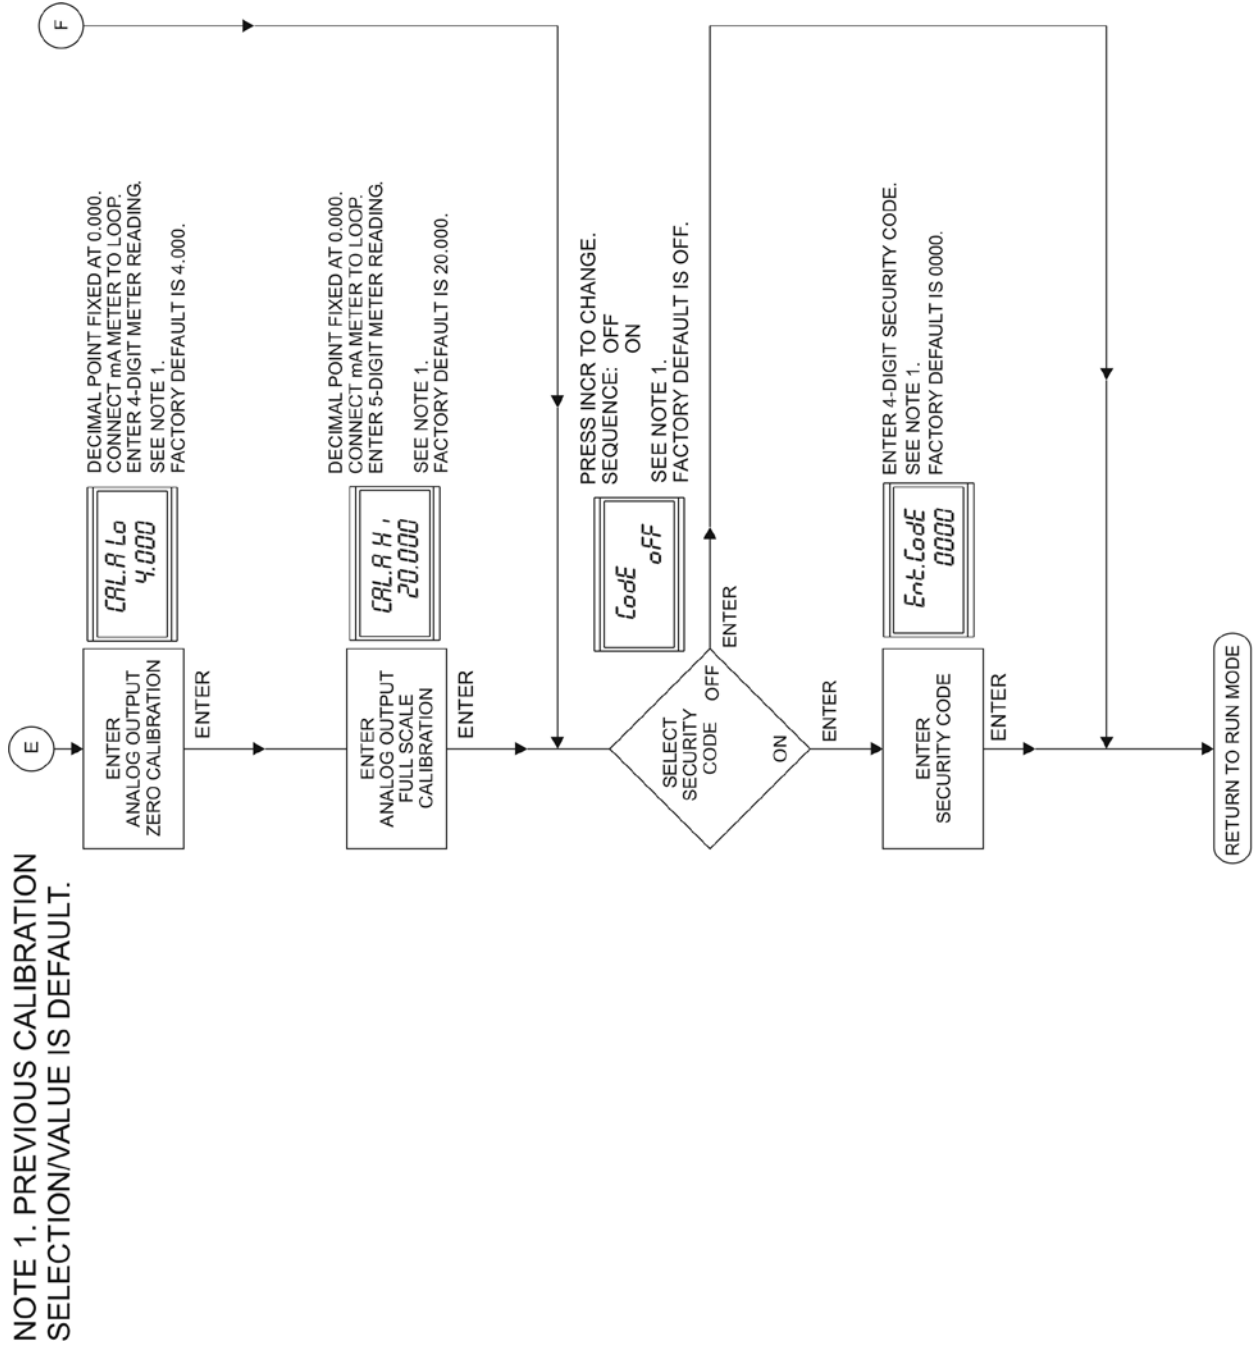 NOTE 1. PREVIOUS CALIBRATION
SELECTION/VALUE IS DEFAULT.
E
ENTER
ANALOG OUTPUT
ZERO CALIBRATION
CAL.A Lo
4.000
DECIMAL POINT FIXED AT 0.000.
CONNECT mA METER TO LOOP.
ENTER 4-DIGIT METER READING.
SEE NOTE 1.
FACTORY DEFAULT IS 4.000.
F
ENTER
ENTER
ANALOG OUTPUT
FULL SCALE
CALIBRATION
CAL.A H i
20.000
DECIMAL POINT FIXED AT 0.000.
CONNECT mA METER TO LOOP.
ENTER 5-DIGIT METER READING.
SEE NOTE 1.
FACTORY DEFAULT IS 20.000.
ENTER
SELECT
SECURITY
CODE
OFF
ON
CodE
oFF
PRESS INCR TO CHANGE.
SEQUENCE: OFF
ON
SEE NOTE 1.
FACTORY DEFAULT IS OFF.
ENTER
ENTER
ENTER
SECURITY CODE
Ent.CodE
0000
ENTER 4-DIGIT SECURITY CODE.
SEE NOTE 1.
FACTORY DEFAULT IS 0000.
ENTER
RETURN TO RUN MODE